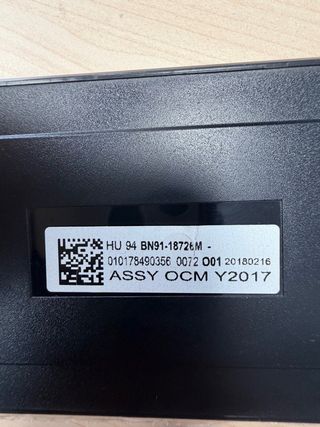 HU 94 BN91-18726M -
010178490356 0072 O01 20180216
ASSY OCM Y2017